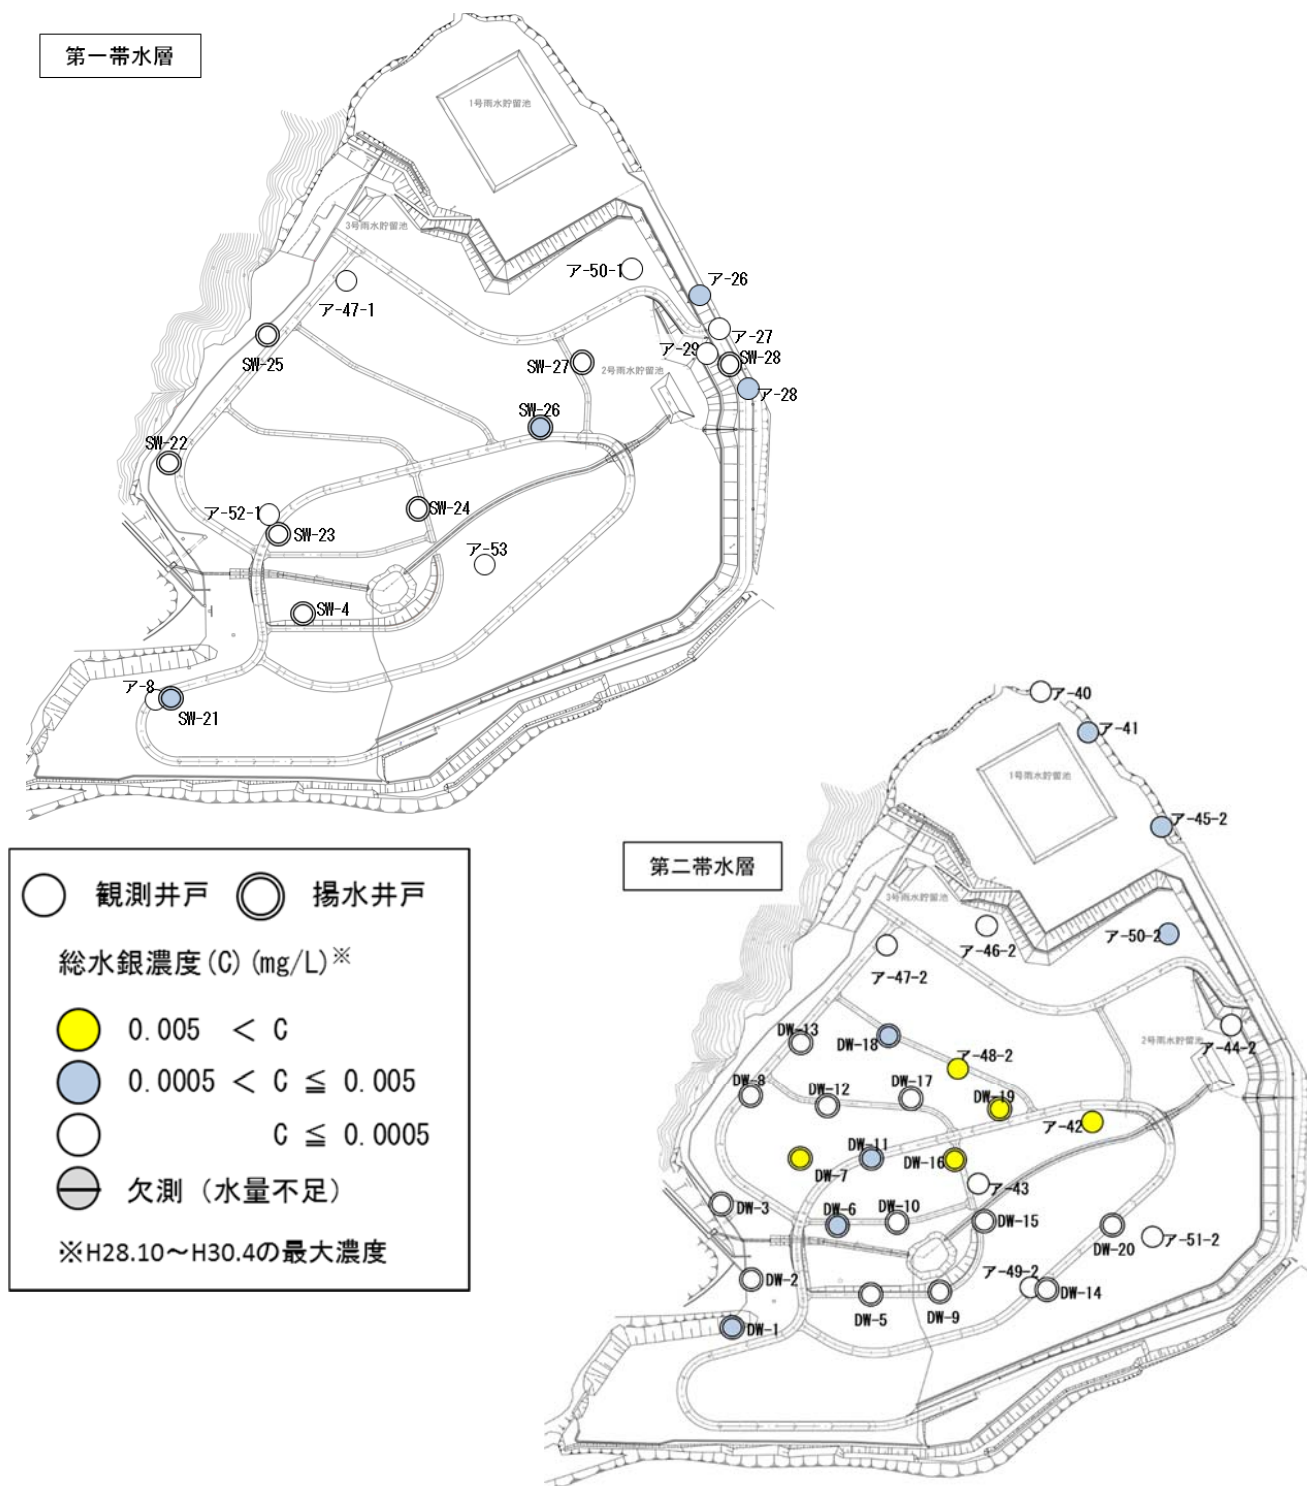 第一帯水層
1号雨水貯留池
3号雨水貯留池
ア-50-1
ア-26
ア-47-1
ア-27
SW-25
ア-29
SW-28
SW-27
2号雨水貯留池
ア-28
SW-26
SW-22
ア-52-1
SW-24
SW-23
ア-53
SW-4
ア-8
SW-21
観測井戸 揚水井戸
総水銀濃度(C)(mg/L)※
0.005 < C
0.0005 < C ≦ 0.005
C ≦ 0.0005
欠測（水量不足）
※H28.10～H30.4の最大濃度
第二帯水層
ア-40
ア-41
1号雨水貯留池
ア-45-2
3号雨水貯留池
ア-46-2
ア-50-2
ア-47-2
DW-13
DW-18
ア-44-2
2号雨水貯留池
ア-48-2
DW-8
DW-12
DW-17
DW-19
ア-42
DW-11
DW-7
DW-16
ア-43
DW-3
DW-6
DW-10
DW-15
DW-20
ア-51-2
DW-2
ア-49-2
DW-14
DW-5
DW-9
DW-1